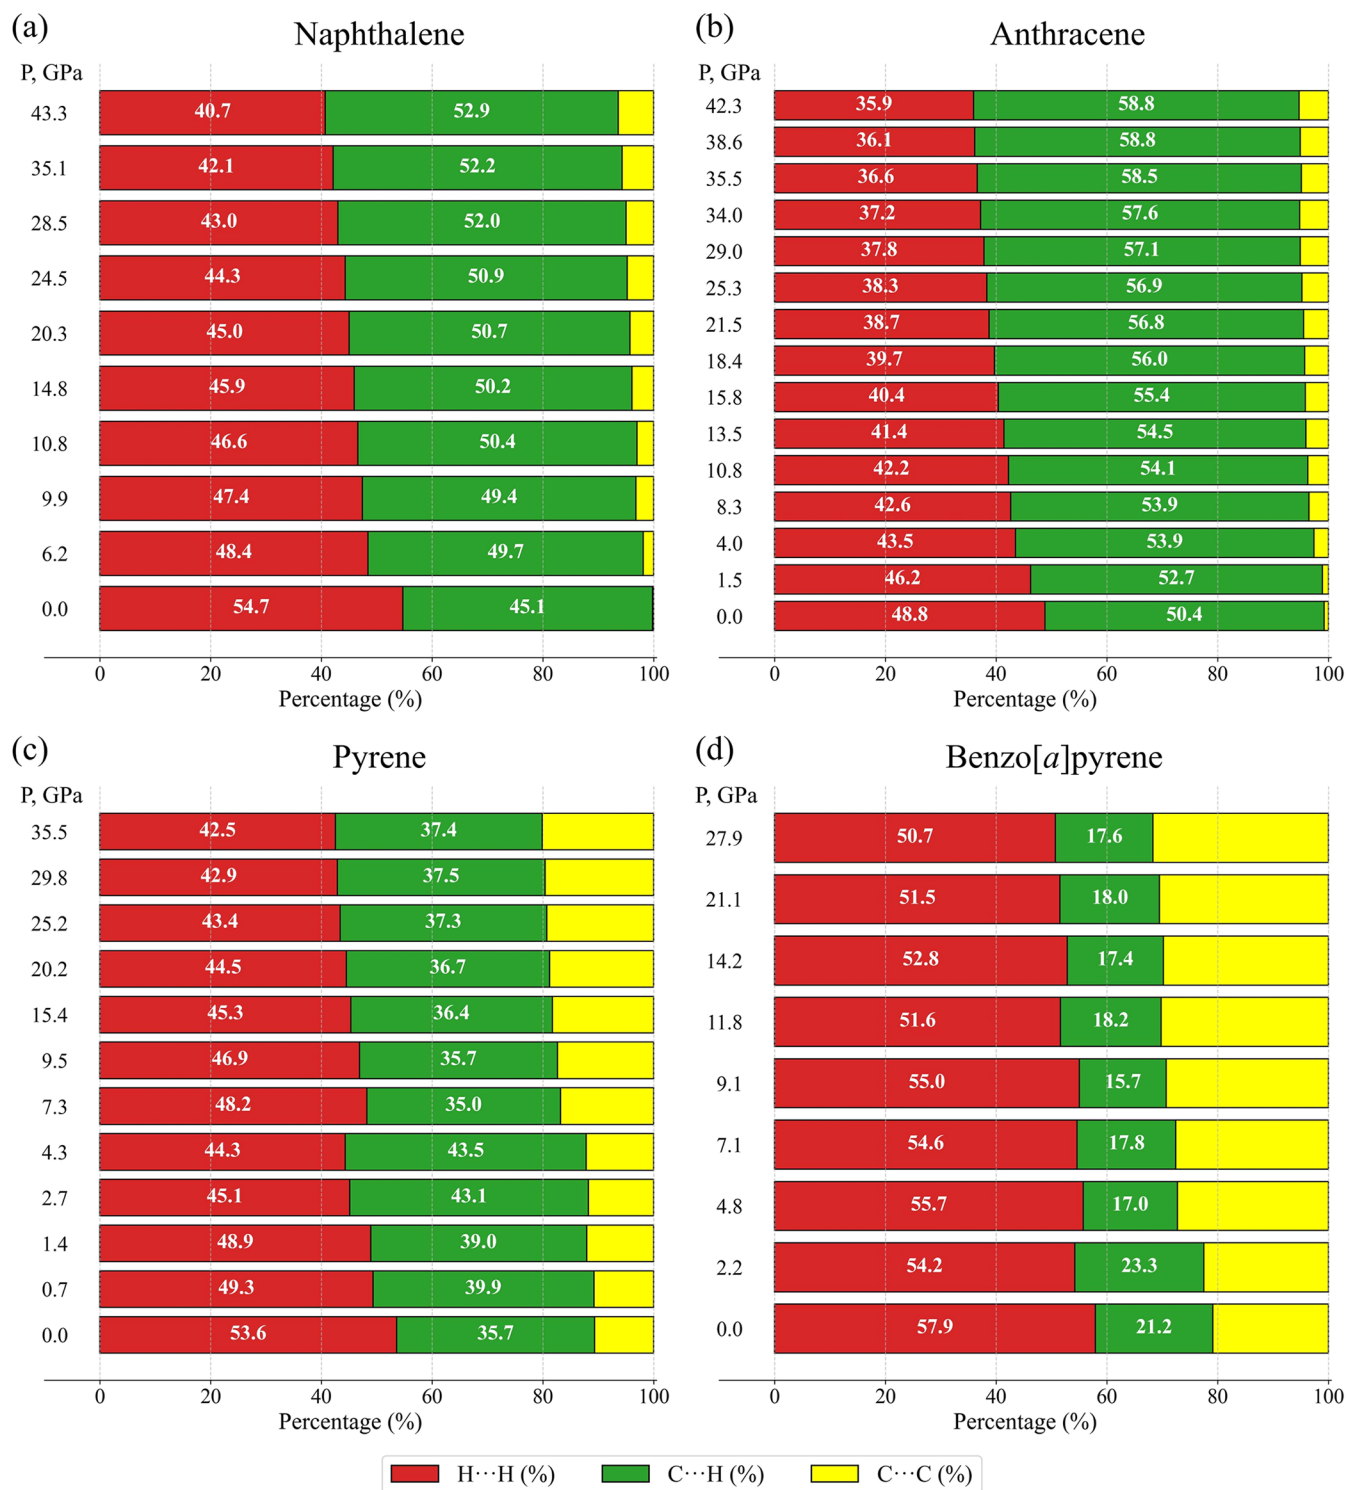 (a)
Naphthalene
P, GPa
43.3 40.7 52.9
35.1 42.1 52.2
28.5 43.0 52.0
24.5 44.3 50.9
20.3 45.0 50.7
14.8 45.9 50.2
10.8 46.6 50.4
9.9 47.4 49.4
6.2 48.4 49.7
0.0 54.7 45.1
0 20 40 60 80 100
Percentage (%)
(b)
Anthracene
P, GPa
42.3 35.9 58.8
38.6 36.1 58.8
35.5 36.6 58.5
34.0 37.2 57.6
29.0 37.8 57.1
25.3 38.3 56.9
21.5 38.7 56.8
18.4 39.7 56.0
15.8 40.4 55.4
13.5 41.4 54.5
10.8 42.2 54.1
8.3 42.6 53.9
4.0 43.5 53.9
1.5 46.2 52.7
0.0 48.8 50.4
0 20 40 60 80 100
Percentage (%)
(c)
Pyrene
P, GPa
35.5 42.5 37.4
29.8 42.9 37.5
25.2 43.4 37.3
20.2 44.5 36.7
15.4 45.3 36.4
9.5 46.9 35.7
7.3 48.2 35.0
4.3 44.3 43.5
2.7 45.1 43.1
1.4 48.9 39.0
0.7 49.3 39.9
0.0 53.6 35.7
0 20 40 60 80 100
Percentage (%)
(d)
Benzo[a]pyrene
P, GPa
27.9 50.7 17.6
21.1 51.5 18.0
14.2 52.8 17.4
11.8 51.6 18.2
9.1 55.0 15.7
7.1 54.6 17.8
4.8 55.7 17.0
2.2 54.2 23.3
0.0 57.9 21.2
0 20 40 60 80 100
Percentage (%)
H⋯H (%) C⋯H (%) C⋯C (%)